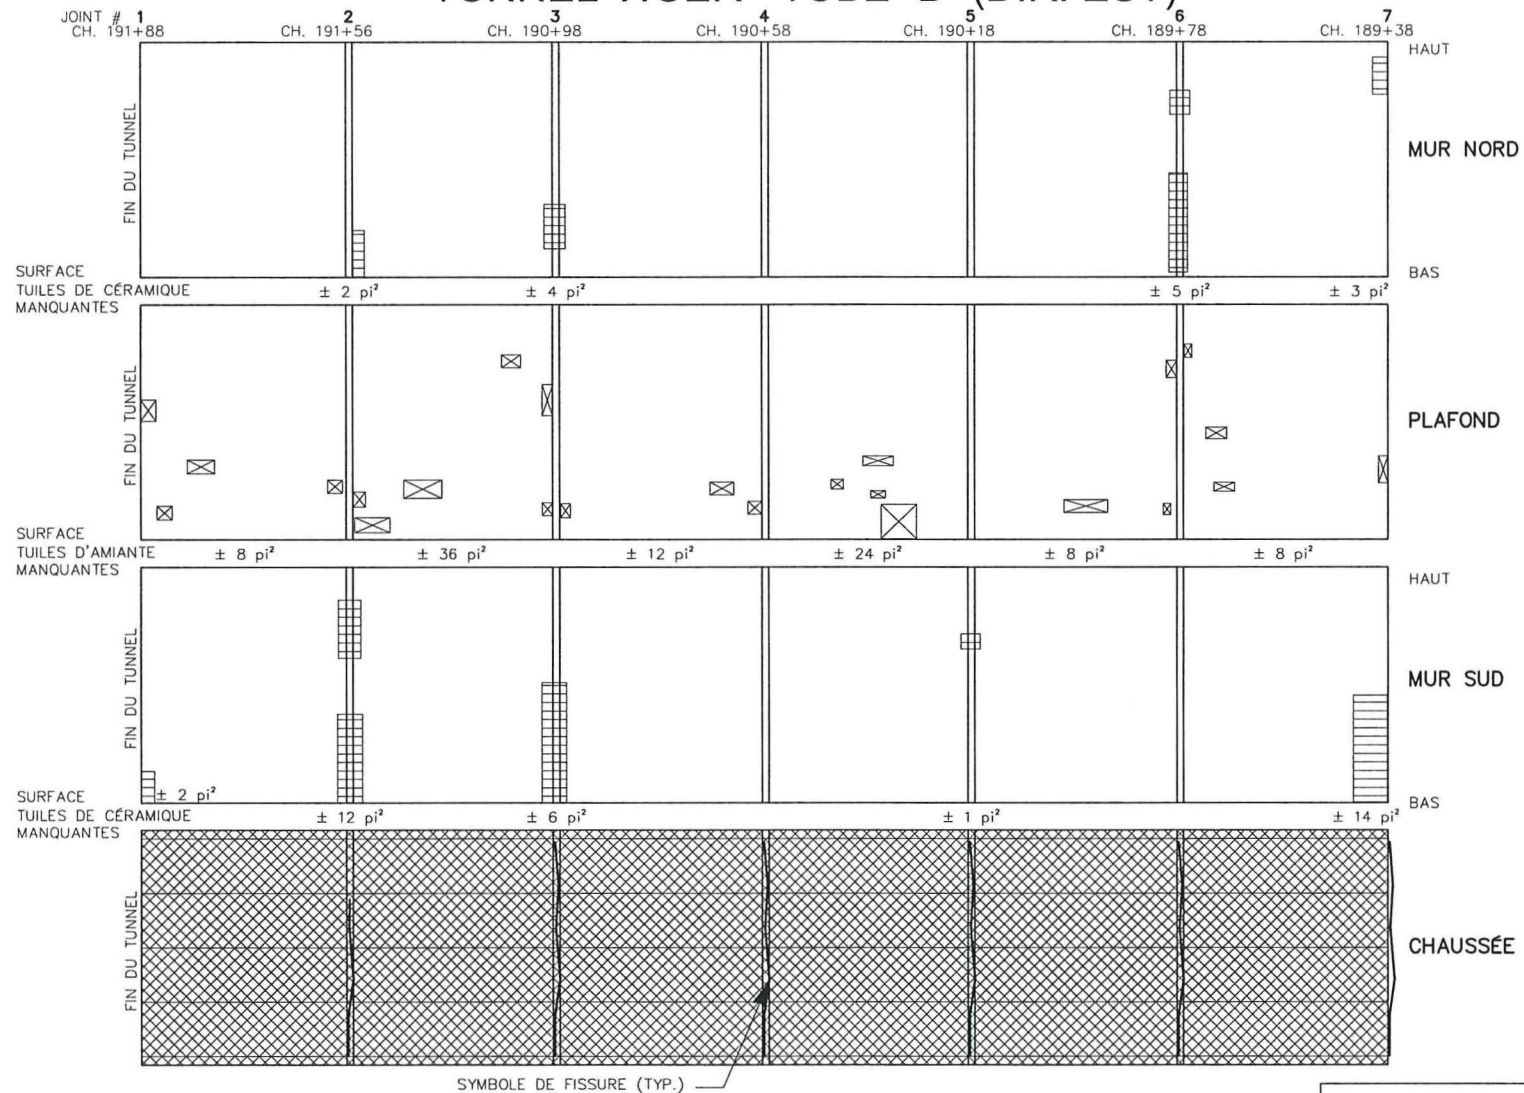 JOINT # 1 2 3 4 5 6 7
CH. 191+88 CH. 191+56 CH. 190+98 CH. 190+58 CH. 190+18 CH. 189+78 CH. 189+38
HAUT
FIN DU TUNNEL
MUR NORD
BAS
SURFACE
TUILES DE CÉRAMIQUE ± 2 pi² ± 4 pi² ± 5 pi² ± 3 pi²
MANQUANTES
FIN DU TUNNEL
PLAFOND
SURFACE
TUILES D'AMIANTE ± 8 pi² ± 36 pi² ± 12 pi² ± 24 pi² ± 8 pi² ± 8 pi²
MANQUANTES
HAUT
FIN DU TUNNEL
MUR SUD
± 2 pi²
BAS
SURFACE
TUILES DE CÉRAMIQUE ± 12 pi² ± 6 pi² ± 1 pi² ± 14 pi²
MANQUANTES
FIN DU TUNNEL
CHAUSSÉE
SYMBOLE DE FISSURE (TYP.)